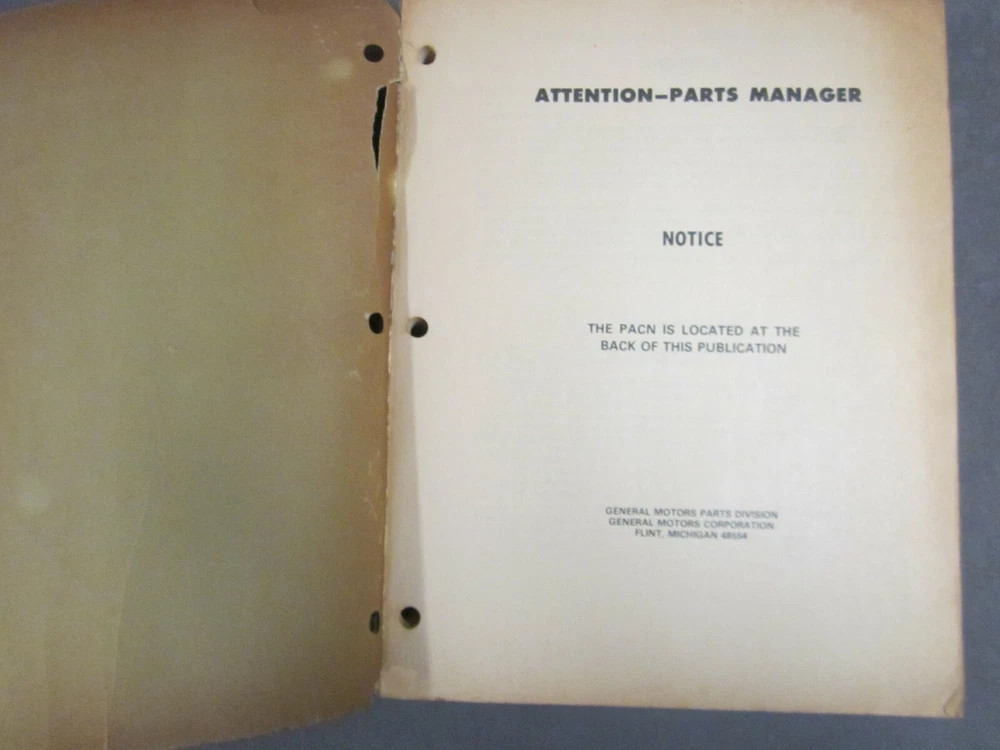 ATTENTION–PARTS MANAGER
NOTICE
THE PACN IS LOCATED AT THE
BACK OF THIS PUBLICATION
GENERAL MOTORS PARTS DIVISION
GENERAL MOTORS CORPORATION
FLINT, MICHIGAN 48554